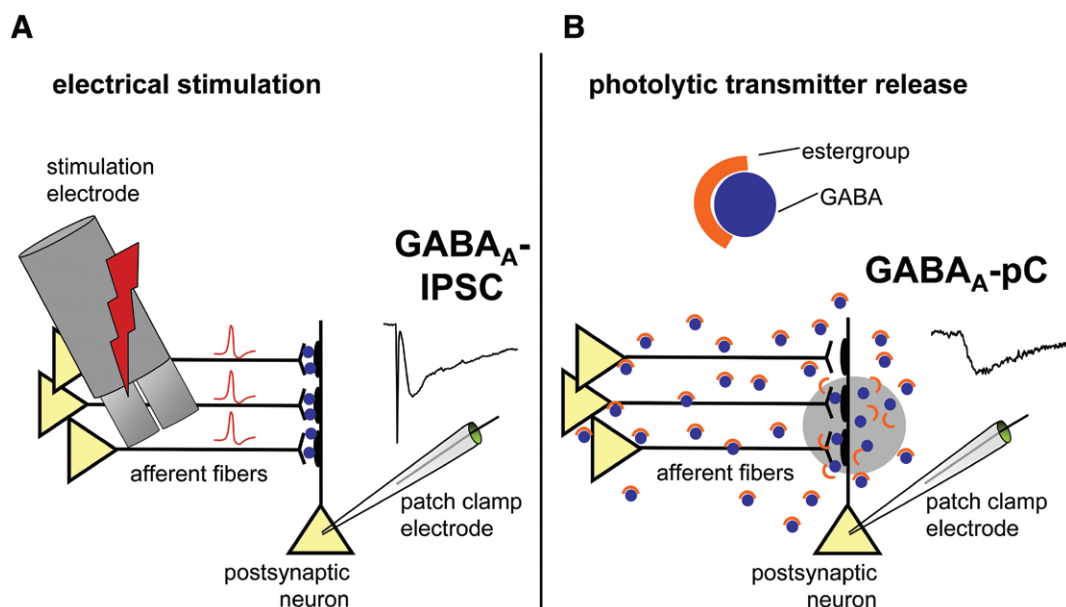 A
electrical stimulation
stimulation
electrode
GABAA-
IPSC
afferent fibers
patch clamp
electrode
postsynaptic
neuron
B
photolytic transmitter release
estergroup
GABA
GABAA-pC
afferent fibers
patch clamp
electrode
postsynaptic
neuron